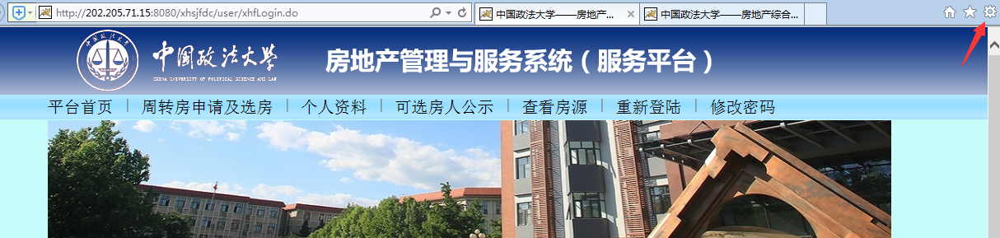 http://202.205.71.15:8080/xhsjfdc/user/xhfLogin.do
中国政法大学——房地产...
中国政法大学——房地产综合...
中国政法大学
CHINA UNIVERSITY OF POLITICAL SCIENCE AND LAW
房地产管理与服务系统（服务平台）
平台首页 | 周转房申请及选房 | 个人资料 | 可选房人公示 | 查看房源 | 重新登陆 | 修改密码